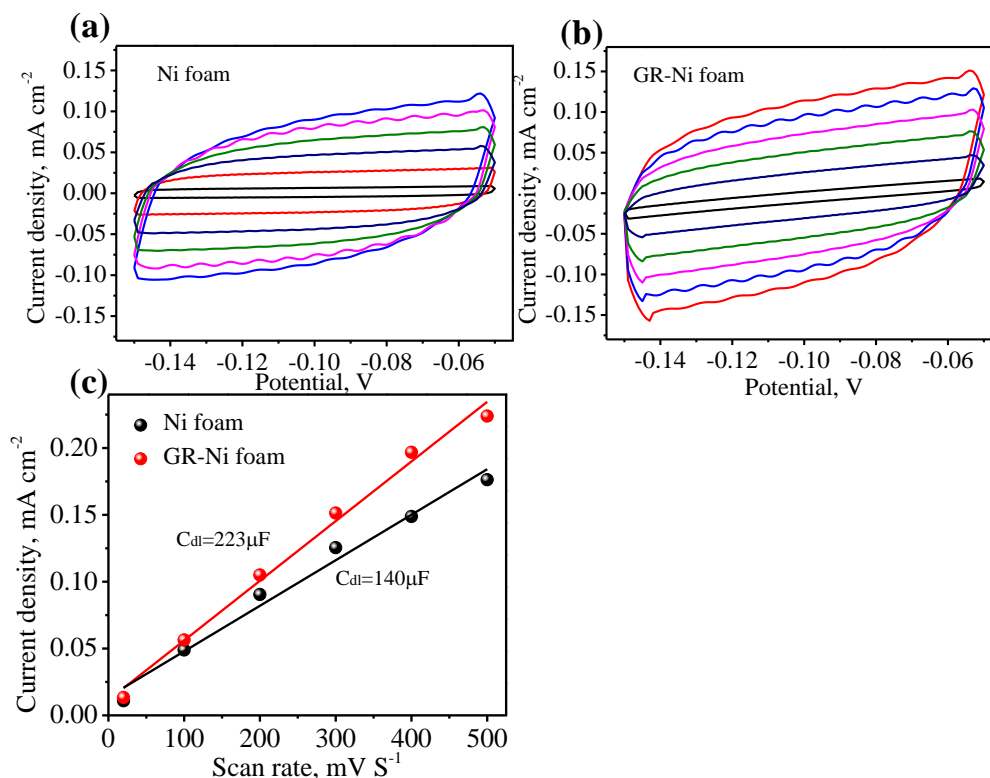 (a)
Ni foam
0.15
0.10
0.05
0.00
-0.05
-0.10
-0.15
Current density, mA cm-2
-0.14 -0.12 -0.10 -0.08 -0.06
Potential, V
(b)
GR-Ni foam
0.15
0.10
0.05
0.00
-0.05
-0.10
-0.15
Current density, mA cm-2
-0.14 -0.12 -0.10 -0.08 -0.06
Potential, V
(c)
Ni foam
GR-Ni foam
Cdl=223μF
Cdl=140μF
0.20
0.15
0.10
0.05
0.00
Current density, mA cm-2
0 100 200 300 400 500
Scan rate, mV S-1